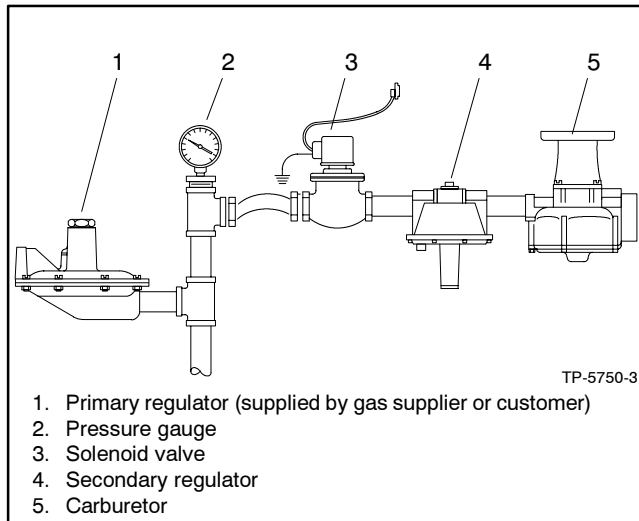 1 2 3 4 5
TP-5750-3
1. Primary regulator (supplied by gas supplier or customer)
2. Pressure gauge
3. Solenoid valve
4. Secondary regulator
5. Carburetor